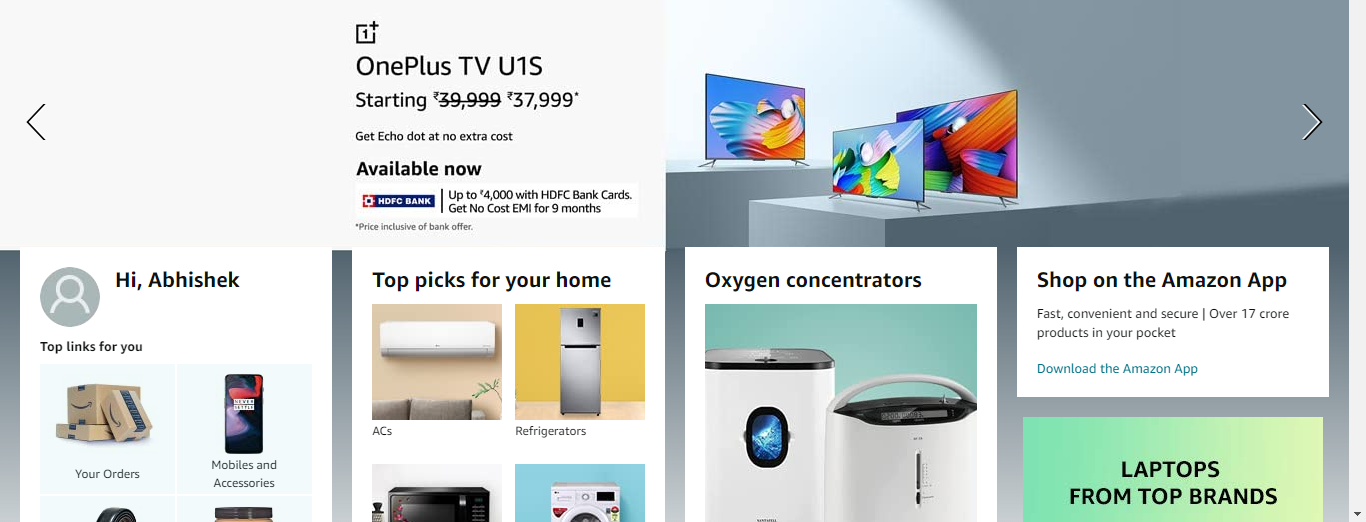 OnePlus TV U1S
Starting ₹39,999 ₹37,999*
Get Echo dot at no extra cost
Available now
HDFC BANK
Up to ₹4,000 with HDFC Bank Cards.
Get No Cost EMI for 9 months
*Price inclusive of bank offer.
Hi, Abhishek
Top links for you
Your Orders
NEVER
SETTLE
Mobiles and
Accessories
Top picks for your home
ACs
Refrigerators
Oxygen concentrators
Shop on the Amazon App
Fast, convenient and secure | Over 17 crore
products in your pocket
Download the Amazon App
LAPTOPS
FROM TOP BRANDS